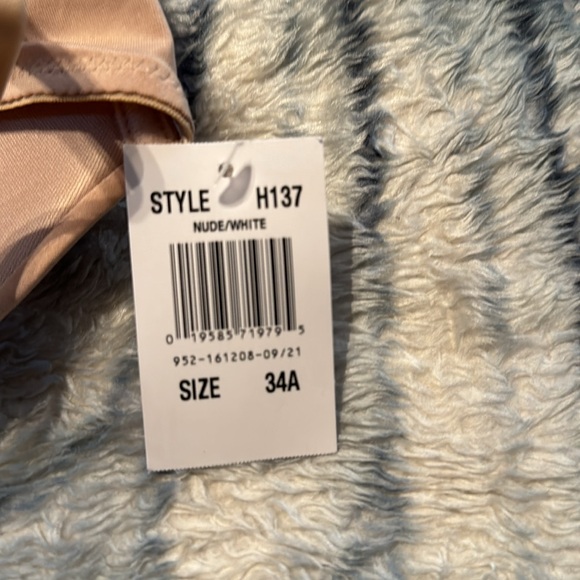 STYLE H137
NUDE/WHITE
0 19585 71979 5
952-161208-09/21
SIZE 34A